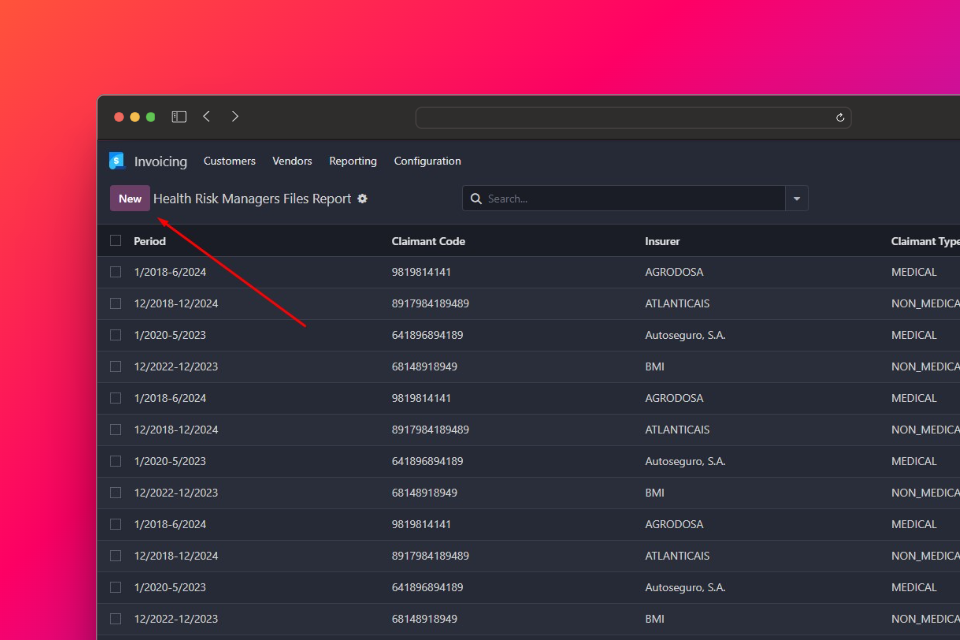 Invoicing Customers Vendors Reporting Configuration
New Health Risk Managers Files Report Search...
Period Claimant Code Insurer Claimant Type
1/2018-6/2024 9819814141 AGRODOSA MEDICAL
12/2018-12/2024 8917984189489 ATLANTICAIS NON_MEDICA
1/2020-5/2023 641896894189 Autoseguro, S.A. MEDICAL
12/2022-12/2023 68148918949 BMI NON_MEDICA
1/2018-6/2024 9819814141 AGRODOSA MEDICAL
12/2018-12/2024 8917984189489 ATLANTICAIS NON_MEDICA
1/2020-5/2023 641896894189 Autoseguro, S.A. MEDICAL
12/2022-12/2023 68148918949 BMI NON_MEDICA
1/2018-6/2024 9819814141 AGRODOSA MEDICAL
12/2018-12/2024 8917984189489 ATLANTICAIS NON_MEDICA
1/2020-5/2023 641896894189 Autoseguro, S.A. MEDICAL
12/2022-12/2023 68148918949 BMI NON_MEDICA